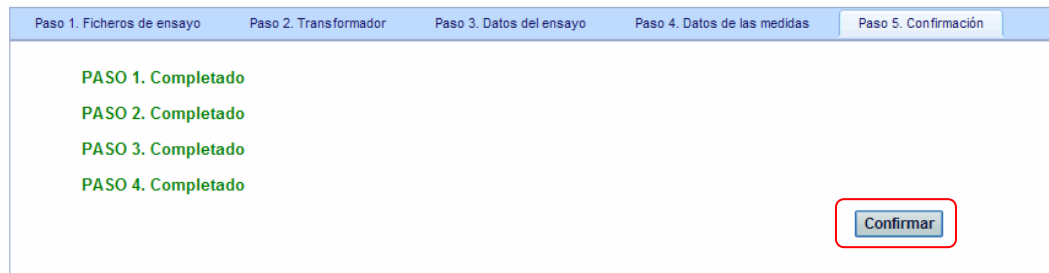 Paso 1. Ficheros de ensayo Paso 2. Transformador Paso 3. Datos del ensayo Paso 4. Datos de las medidas Paso 5. Confirmación
PASO 1. Completado
PASO 2. Completado
PASO 3. Completado
PASO 4. Completado
Confirmar